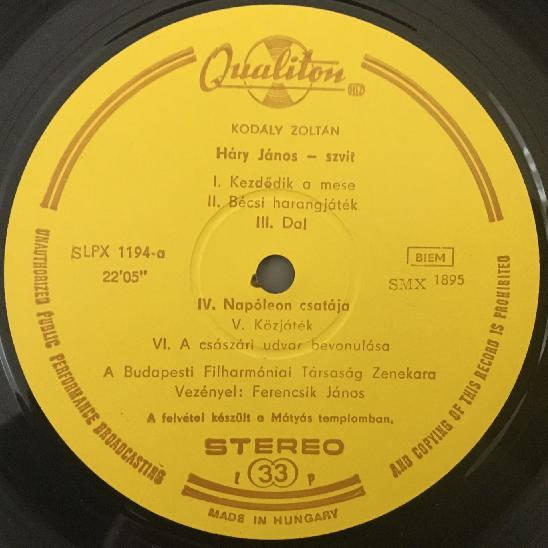 Qualiton
HLZ
KODÁLY ZOLTÁN
Háry János – szvit
I. Kezdődik a mese
II. Bécsi harangjáték
III. Dal
SLPX 1194-a
22'05"
BIEM
SMX 1895
IV. Napóleon csatája
V. Közjáték
VI. A császári udvar bevonulása
A Budapesti Filharmóniai Társaság Zenekara
Vezényel: Ferencsik János
A felvétel készült a Mátyás templomban.
STEREO
L 33 P
MADE IN HUNGARY
UNAUTHORIZED PUBLIC PERFORMANCE BROADCASTING
AND COPYING OF THIS RECORD IS PROHIBITED